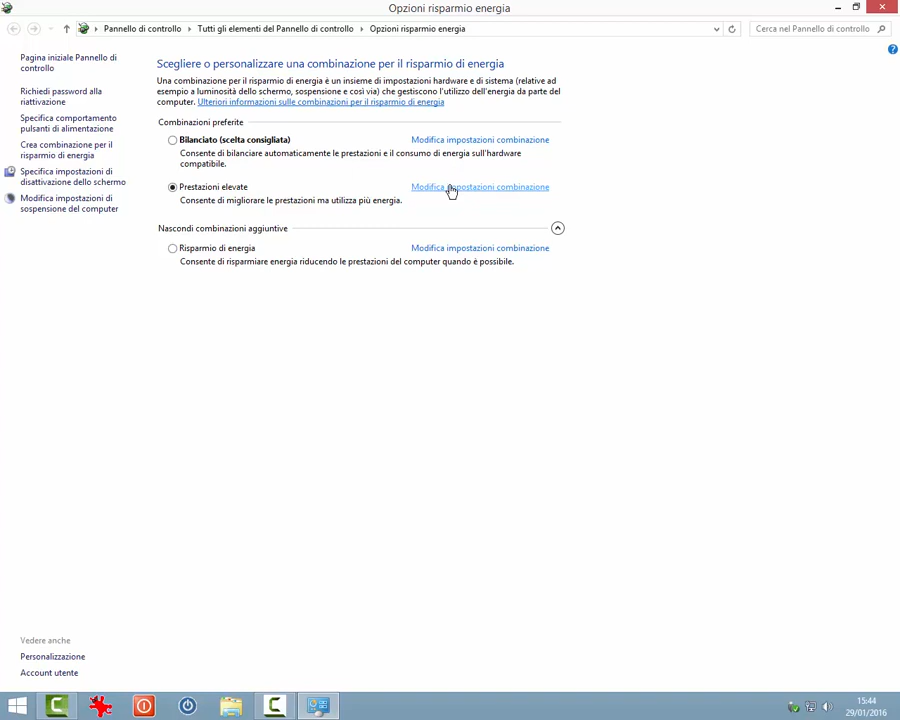 Opzioni risparmio energia
Pannello di controllo
Tutti gli elementi del Pannello di controllo
Opzioni risparmio energia
Cerca nel Pannello di controllo
?
Pagina iniziale Pannello di
controllo
Richiedi password alla
riattivazione
Specifica comportamento
pulsanti di alimentazione
Crea combinazione per il
risparmio di energia
Specifica impostazioni di
disattivazione dello schermo
Modifica impostazioni di
sospensione del computer
Scegliere o personalizzare una combinazione per il risparmio di energia
Una combinazione per il risparmio di energia è un insieme di impostazioni hardware e di sistema (relative ad
esempio a luminosità dello schermo, sospensione e così via) che gestiscono l'utilizzo dell'energia da parte del
computer. Ulteriori informazioni sulle combinazioni per il risparmio di energia
Combinazioni preferite
Bilanciato (scelta consigliata) Modifica impostazioni combinazione
Consente di bilanciare automaticamente le prestazioni e il consumo di energia sull'hardware
compatibile.
Prestazioni elevate Modifica impostazioni combinazione
Consente di migliorare le prestazioni ma utilizza più energia.
Nascondi combinazioni aggiuntive
Risparmio di energia Modifica impostazioni combinazione
Consente di risparmiare energia riducendo le prestazioni del computer quando è possibile.
Vedere anche
Personalizzazione
Account utente
15:44
29/01/2016